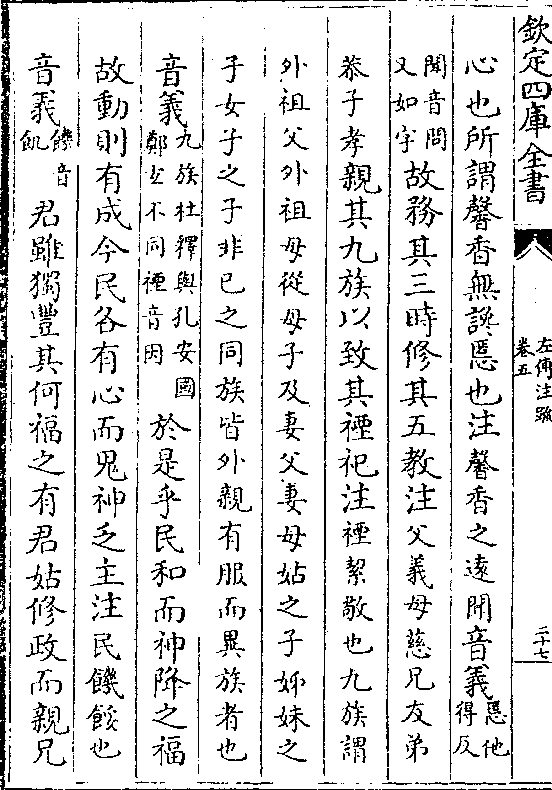 欽定四庫全書
左傳注疏
卷五
二十七
心也所謂馨香無讒慝也注馨香之遠聞音義慝他得反
聞音問又如字故務其三時修其五教注父義母慈兄友弟
恭子孝親其九族以致其禋祀注禋絜敬也九族謂
外祖父外祖母從母子及妻父妻母姑之子姊妹之
子女子之子非已之同族皆外親有服而異族者也
音義九族杜釋與孔安國鄭玄不同禋音因於是乎民和而神降之福
故動則有成今民各有心而鬼神乏主注民饑餒也
音義饑音飢君雖獨豐其何福之有君姑修政而親兄